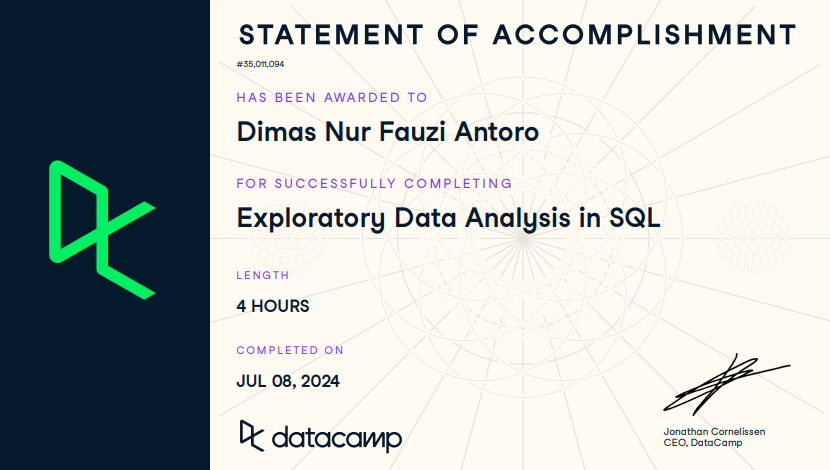 STATEMENT OF ACCOMPLISHMENT
#35,011,094
HAS BEEN AWARDED TO
Dimas Nur Fauzi Antoro
FOR SUCCESSFULLY COMPLETING
Exploratory Data Analysis in SQL
LENGTH
4 HOURS
COMPLETED ON
JUL 08, 2024
datacamp
Jonathan Cornelissen
CEO, DataCamp